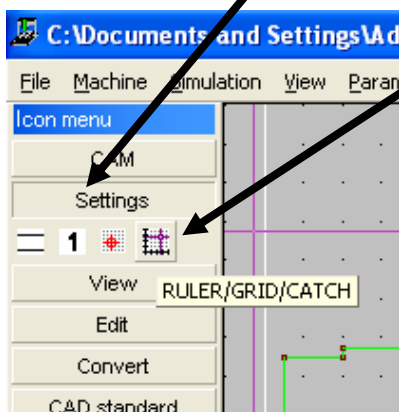 C:\Documents and Settings\Ad
File Machine Simulation View Param
Icon menu
CAM
Settings
1
View
RULER/GRID/CATCH
Edit
Convert
CAD standard